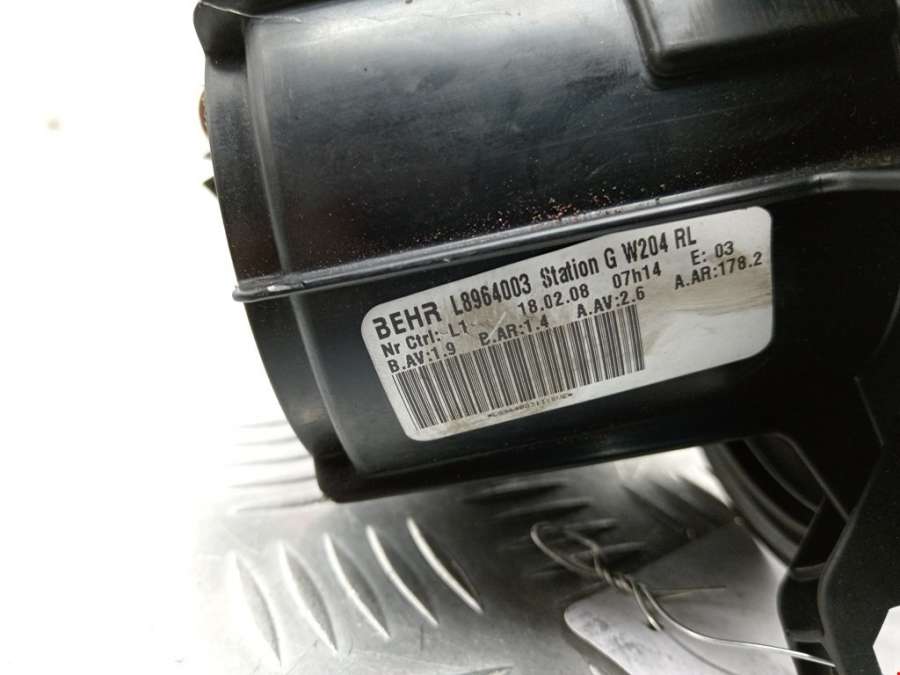 BEHR L8964003 Station G W204 RL
Nr Ctrl: L1 18.02.08 07h14 E: 03
B.AV:1.9 B.AR:1.4 A.AV:2.6 A.AR:178.2